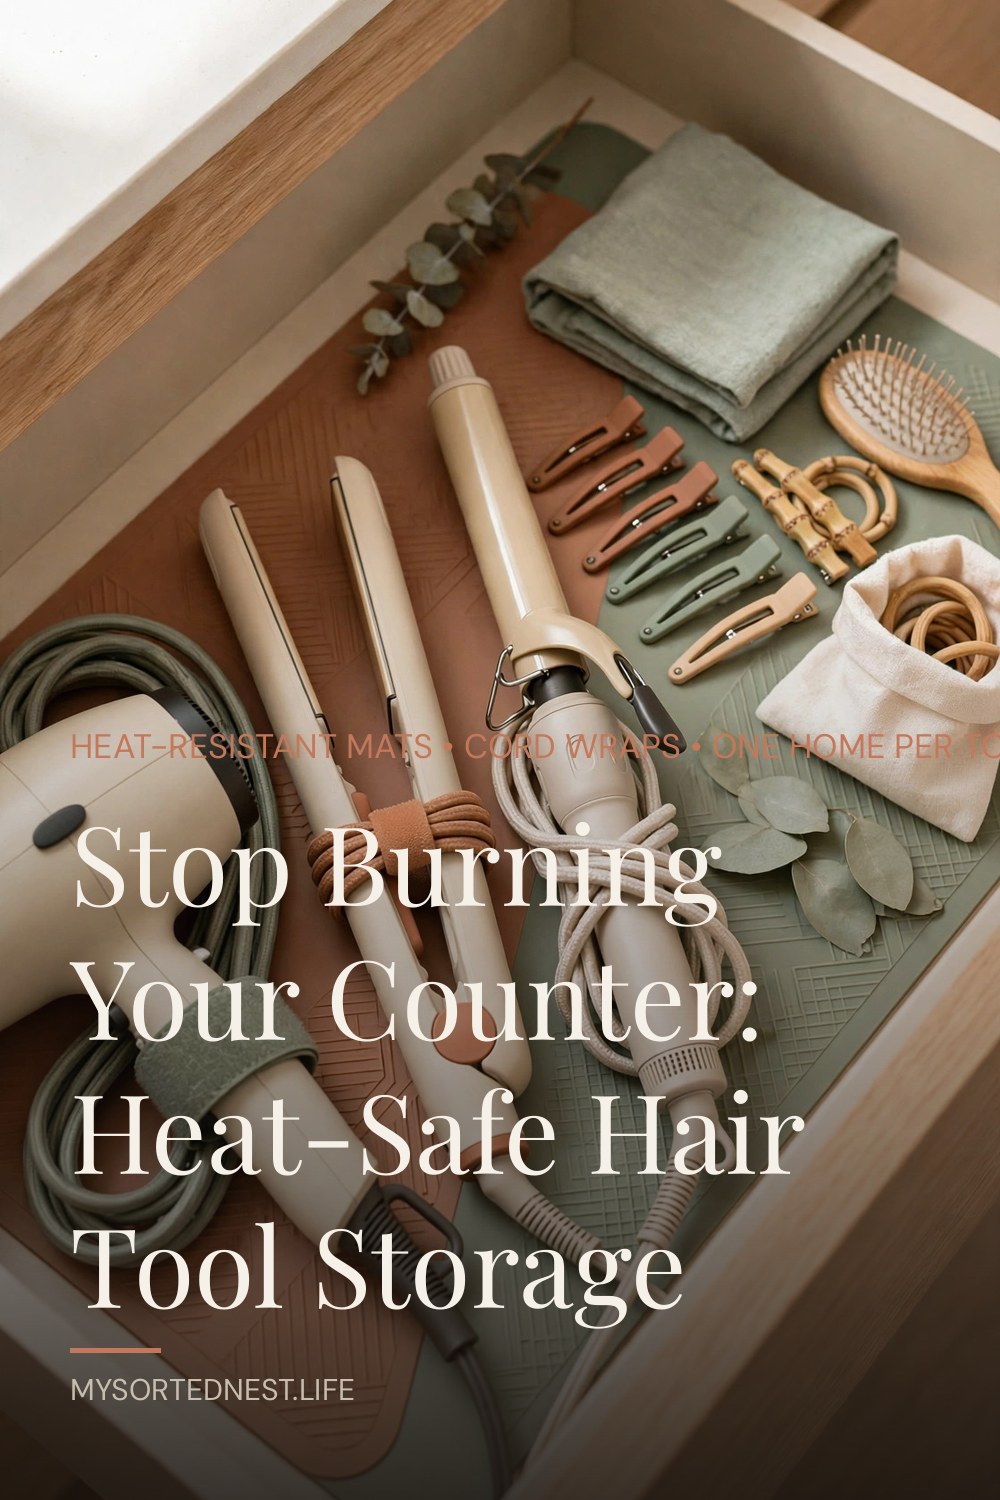 HEAT-RESISTANT MATS • CORD WRAPS • ONE HOME PER TO
Stop Burning
Your Counter:
Heat-Safe Hair
Tool Storage
MYSORTEDNEST.LIFE